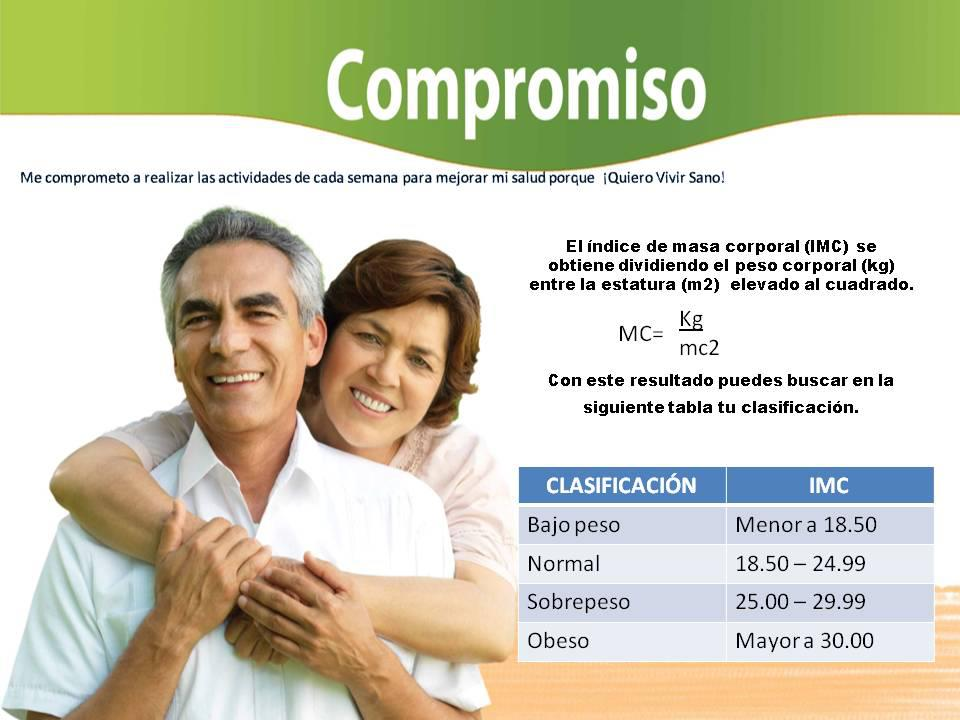 Compromiso
Me comprometo a realizar las actividades de cada semana para mejorar mi salud porque ¡Quiero Vivir Sano!
El índice de masa corporal (IMC) se
obtiene dividiendo el peso corporal (kg)
entre la estatura (m2) elevado al cuadrado.
MC= Kg
mc2
Con este resultado puedes buscar en la
siguiente tabla tu clasificación.
CLASIFICACIÓN IMC
Bajo peso Menor a 18.50
Normal 18.50 – 24.99
Sobrepeso 25.00 – 29.99
Obeso Mayor a 30.00